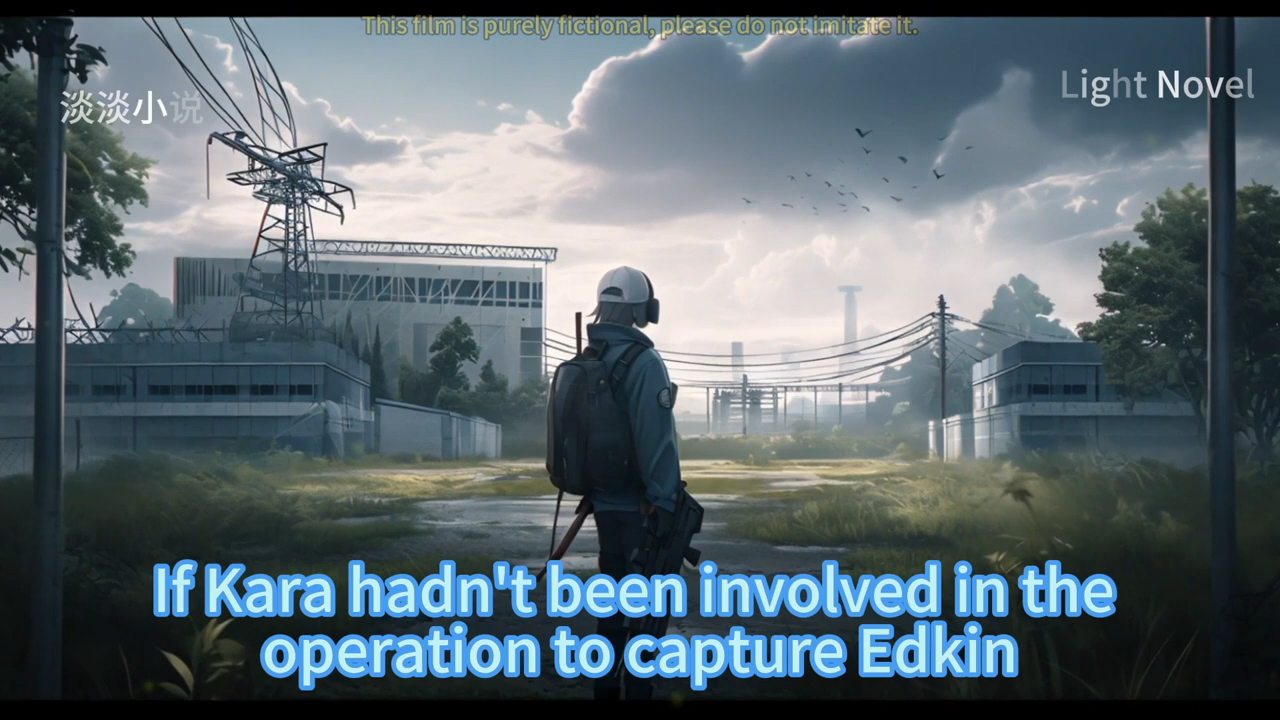 This film is purely fictional, please do not imitate it.
淡淡小说
Light Novel
If Kara hadn't been involved in the
operation to capture Edkin